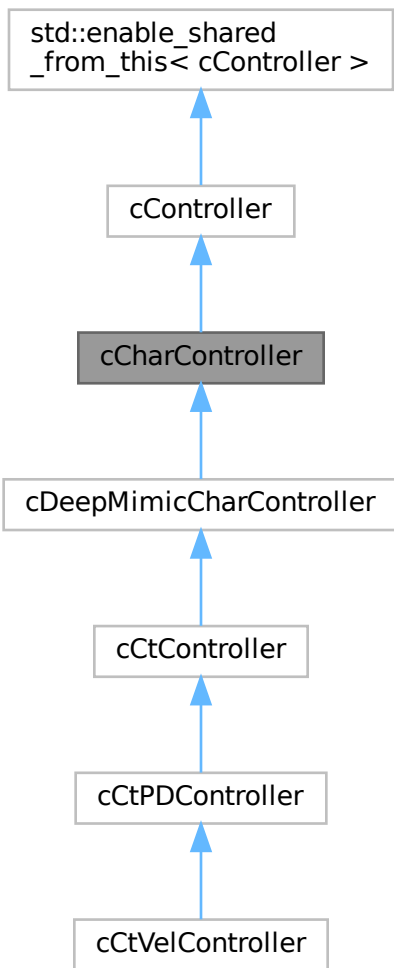 std::enable_shared
_from_this< cController >
cController
cCharController
cDeepMimicCharController
cCtController
cCtPDController
cCtVelController